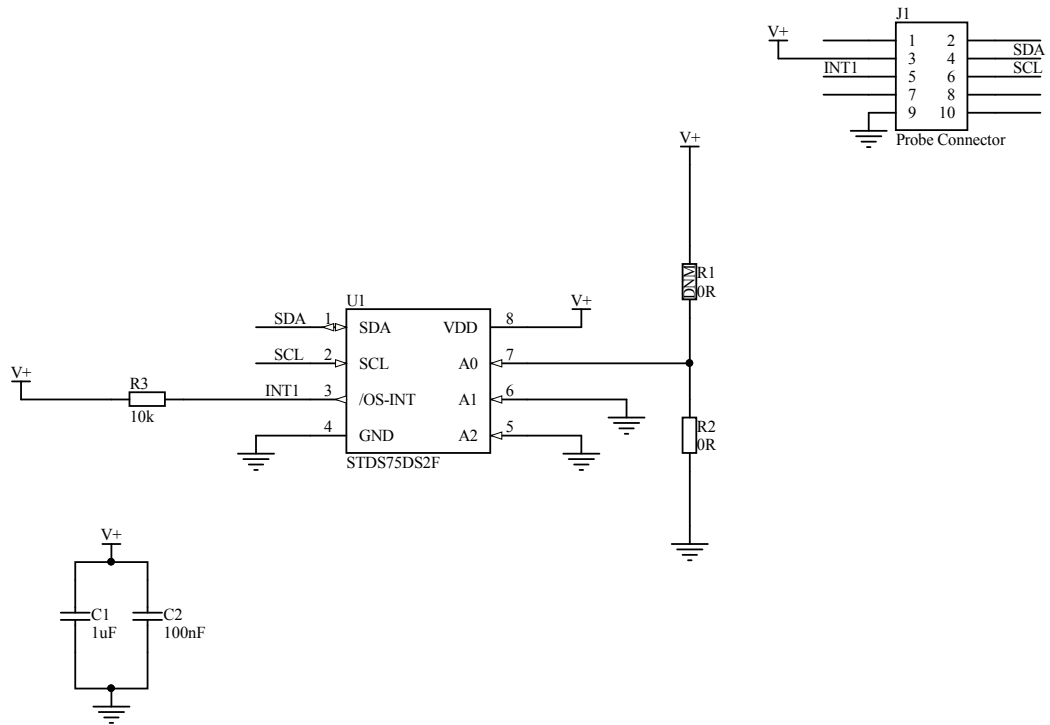 J1
V+
1 2
3 4 SDA
INT1 5 6 SCL
7 8
9 10
Probe Connector
V+
DNM R1
0R
U1
V+
SDA 1 SDA VDD 8
SCL 2 SCL A0 7
V+
R3
10k
INT1 3 /OS-INT A1 6
4 GND A2 5
STDS75DS2F
R2
0R
V+
C1
1uF
C2
100nF